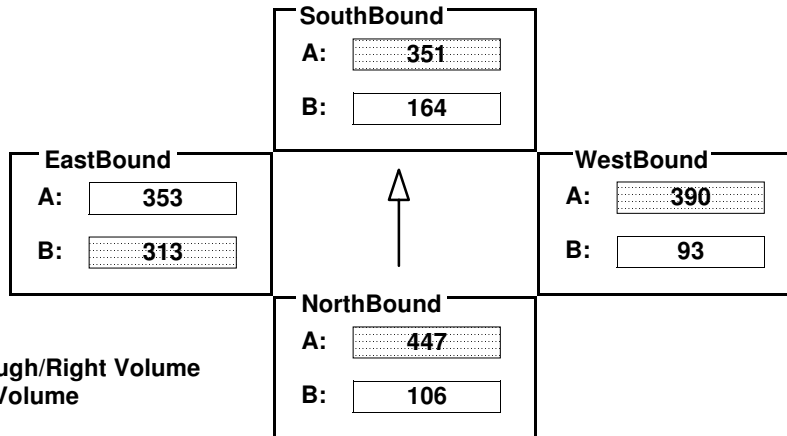 SouthBound
A: 351
B: 164
EastBound
A: 353
B: 313
WestBound
A: 390
B: 93
NorthBound
A: 447
B: 106
ugh/Right Volume
Volume